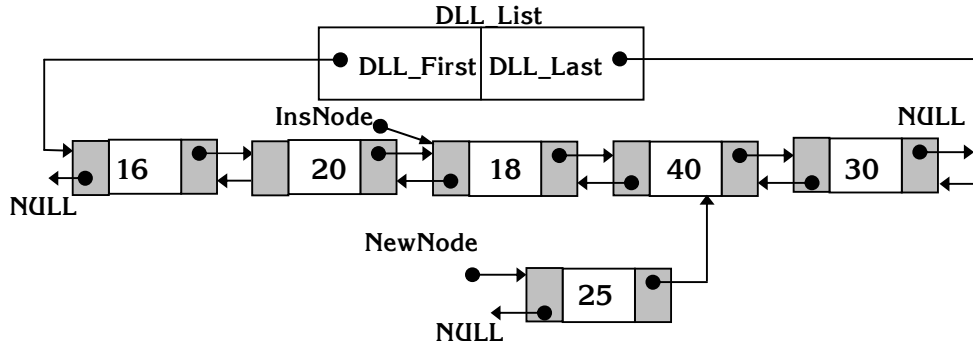 DLL_List
DLL_First DLL_Last
InsNode
NULL
16 20 18 40 30
NULL
NewNode
25
NULL